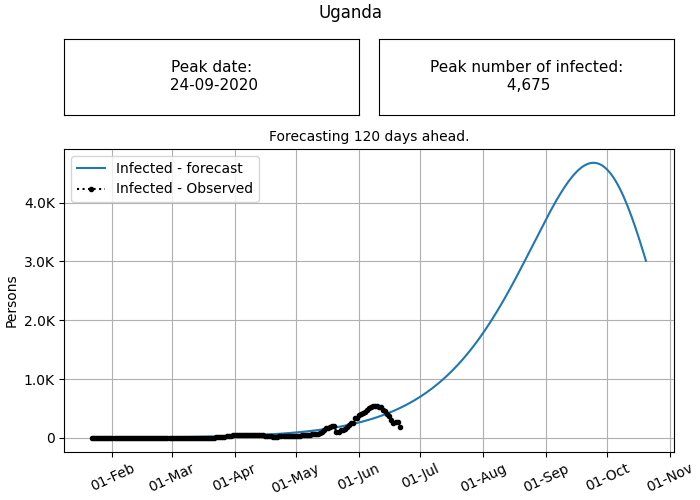 Uganda
Peak date:
24-09-2020
Peak number of infected:
4,675
Forecasting 120 days ahead.
Infected - forecast
Infected - Observed
4.0K
3.0K
2.0K
1.0K
0
Persons
01-Feb
01-Mar
01-Apr
01-May
01-Jun
01-Jul
01-Aug
01-Sep
01-Oct
01-Nov